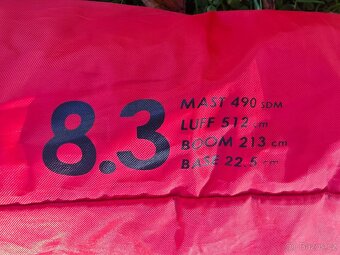 8.3
MAST 490 SDM
LUFF 512 cm
BOOM 213 cm
BASE 22.5 cm